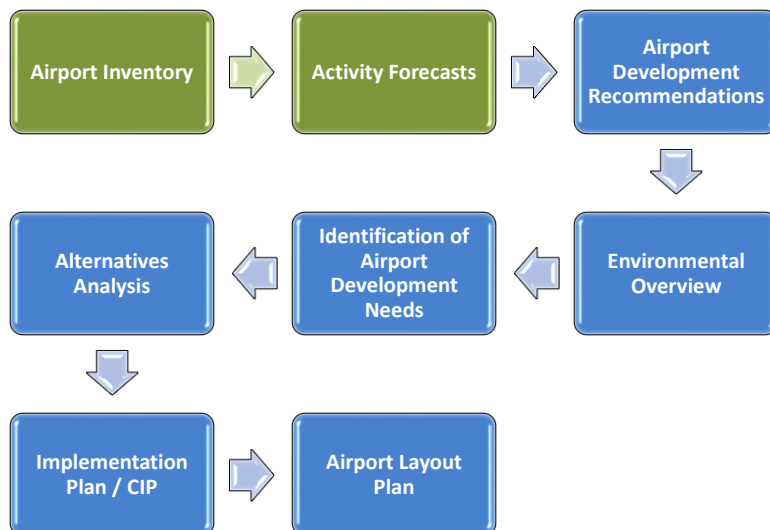 Airport Inventory
Activity Forecasts
Airport
Development
Recommendations
Environmental
Overview
Identification of
Airport
Development
Needs
Alternatives
Analysis
Implementation
Plan / CIP
Airport Layout
Plan